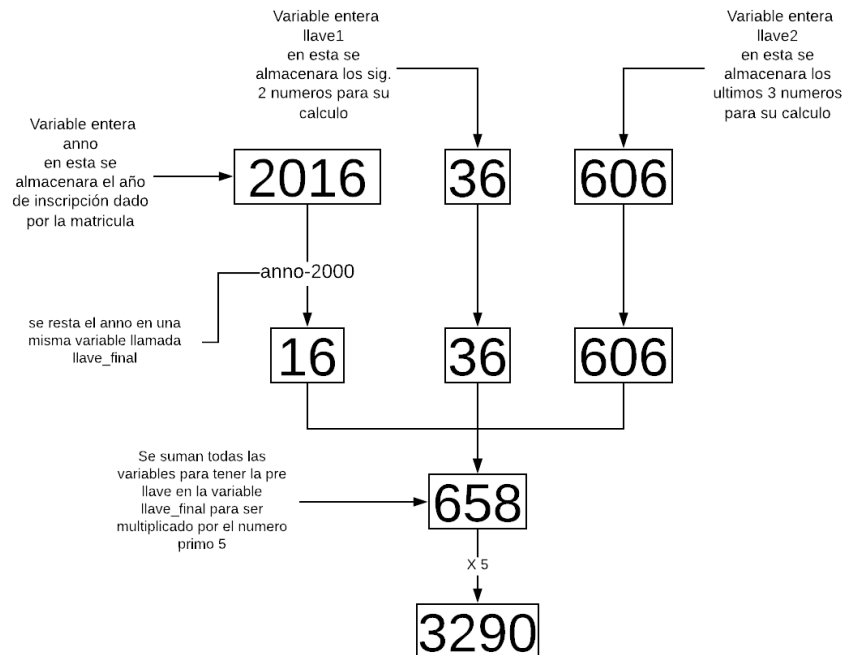 Variable entera
llave1
en esta se
almacenara los sig.
2 numeros para su
calculo
Variable entera
llave2
en esta se
almacenara los
ultimos 3 numeros
para su calculo
Variable entera
anno
en esta se
almacenara el año
de inscripción dado
por la matricula
2016
36
606
anno-2000
se resta el anno en una
misma variable llamada
llave_final
16
36
606
Se suman todas las
variables para tener la pre
llave en la variable
llave_final para ser
multiplicado por el numero
primo 5
658
X 5
3290